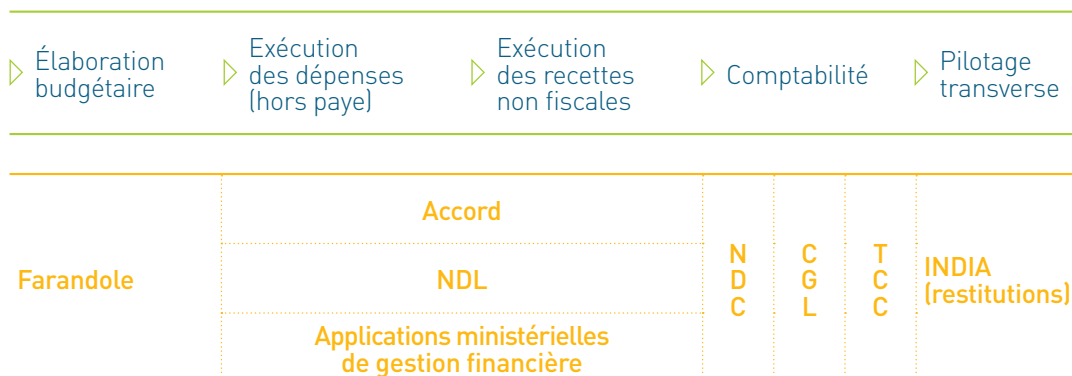 Élaboration
budgétaire
Exécution
des dépenses
(hors paye)
Exécution
des recettes
non fiscales
Comptabilité
Pilotage
transverse
Farandole
Accord
NDL
Applications ministérielles
de gestion financière
N
D
C
C
G
L
T
C
C
INDIA
(restitutions)